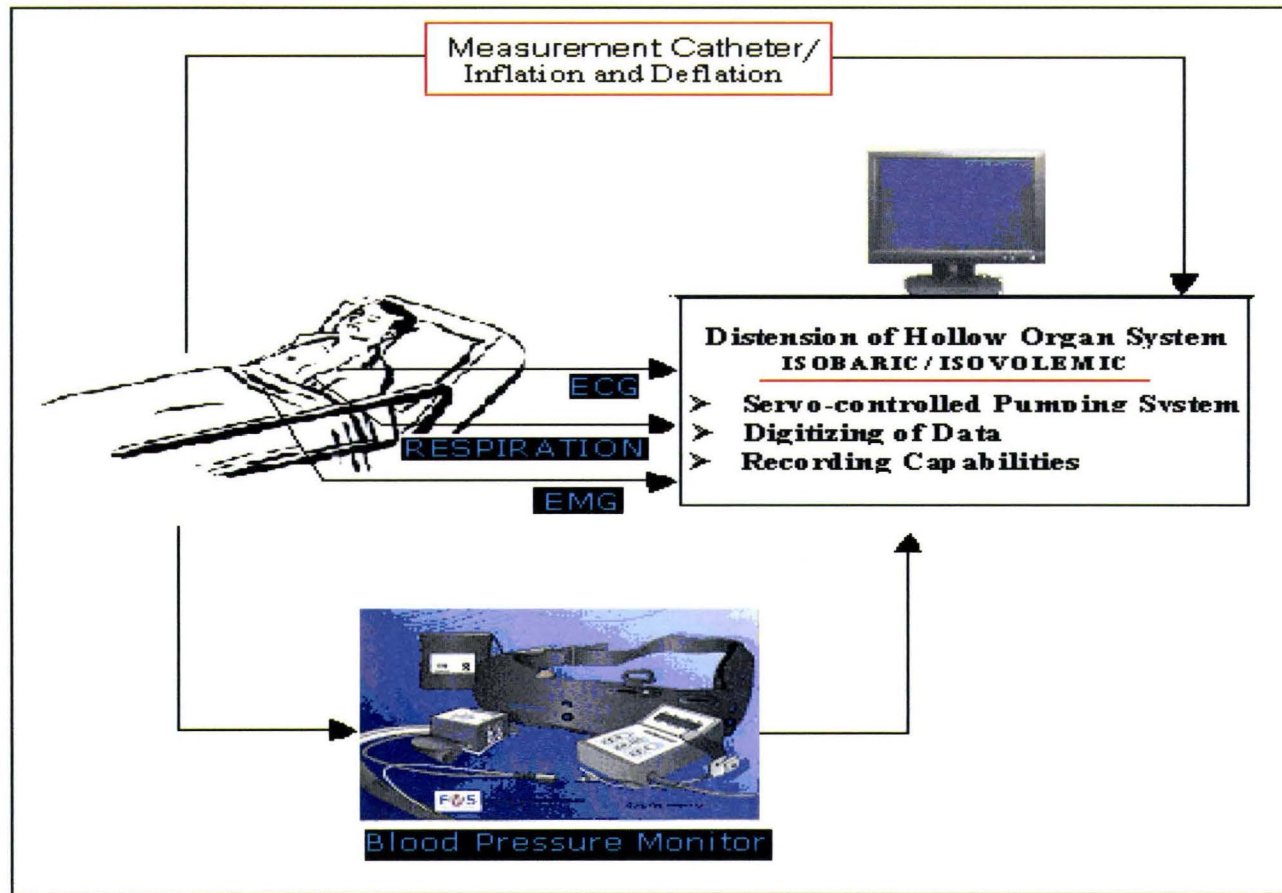 Measurement Catheter/
Inflation and Deflation
Distension of Hollow Organ System
ISOBARIC / ISOVOLEMIC
➢ Servo-controlled Pumping System
➢ Digitizing of Data
➢ Recording Capabilities
ECG
RESPIRATION
EMG
Blood Pressure Monitor